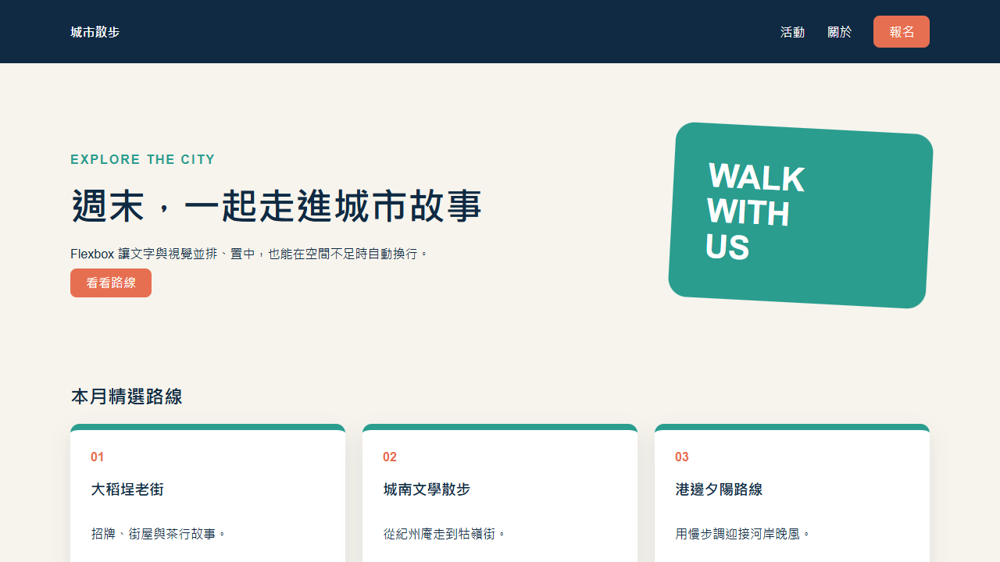 城市散步
活動 關於 報名
EXPLORE THE CITY
週末，一起走進城市故事
Flexbox 讓文字與視覺並排、置中，也能在空間不足時自動換行。
看看路線
WALK
WITH
US
本月精選路線
01
大稻埕老街
招牌、街屋與茶行故事。
02
城南文學散步
從紀州庵走到牯嶺街。
03
港邊夕陽路線
用慢步調迎接河岸晚風。